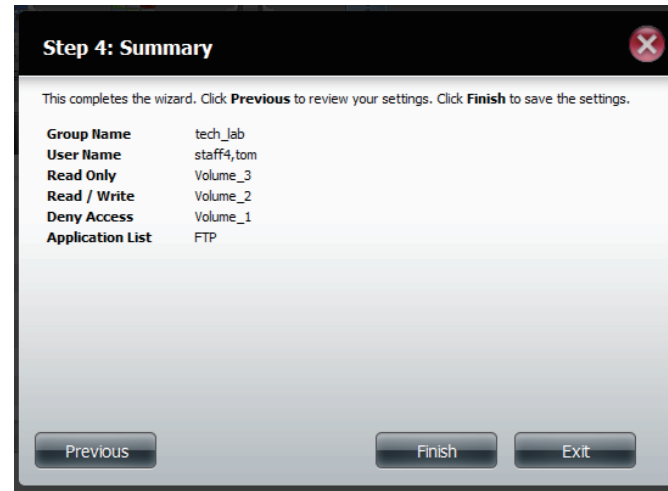 Step 4: Summary
This completes the wizard. Click Previous to review your settings. Click Finish to save the settings.
Group Name tech_lab
User Name staff4,tom
Read Only Volume_3
Read / Write Volume_2
Deny Access Volume_1
Application List FTP
Previous Finish Exit